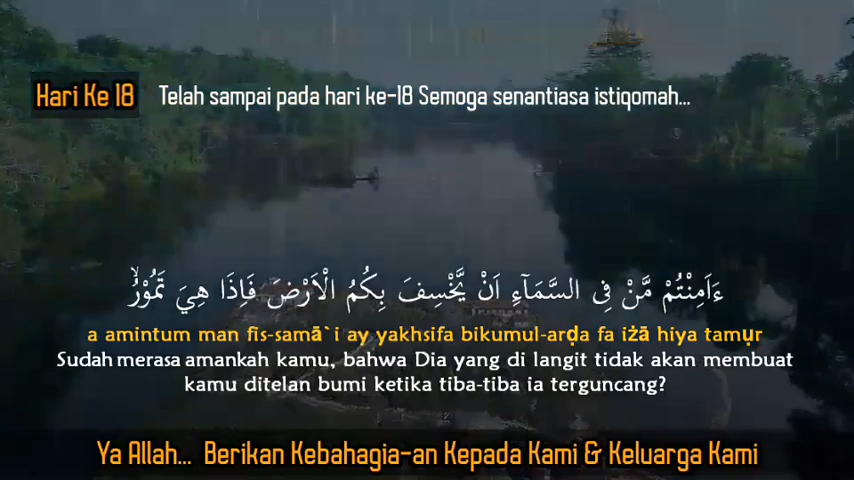 Hari Ke 18
Telah sampai pada hari ke-18 Semoga senantiasa istiqomah...
ءَاَمِنْتُمْ مَّنْ فِى السَّمَاۤءِ اَنْ يَّخْسِفَ بِكُمُ الْاَرْضَ فَاِذَا هِيَ تَمُوْرُۙ
a amintum man fis-samā`i ay yakhsifa bikumul-arḍa fa iżā hiya tamụr
Sudah merasa amankah kamu, bahwa Dia yang di langit tidak akan membuat
kamu ditelan bumi ketika tiba-tiba ia terguncang?
Ya Allah... Berikan Kebahagia-an Kepada Kami & Keluarga Kami